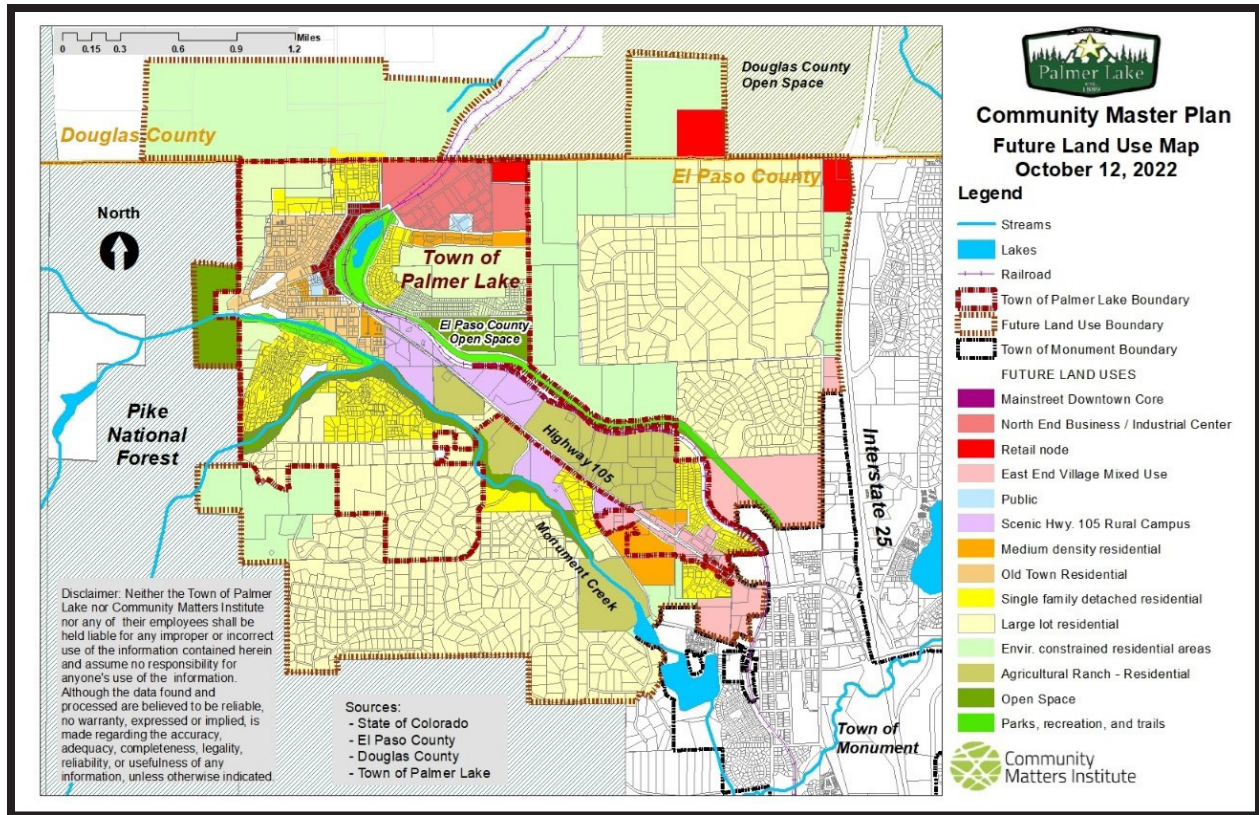 Miles
0 0.15 0.3 0.6 0.9 1.2
Douglas County
Open Space
Douglas County
El Paso County
North
Town of
Palmer Lake
El Paso County
Open Space
Pike
National
Forest
Highway 105
Interstate 25
Monument Creek
Town of
Monument
Disclaimer: Neither the Town of Palmer
Lake nor Community Matters Institute
nor any of their employees shall be
held liable for any improper or incorrect
use of the information contained herein
and assume no responsibility for
anyone's use of the information.
Although the data found and
processed are believed to be reliable,
no warranty, expressed or implied, is
made regarding the accuracy,
adequacy, completeness, legality,
reliability, or usefulness of any
information, unless otherwise indicated.
Sources:
- State of Colorado
- El Paso County
- Douglas County
- Town of Palmer Lake
TOWN OF
Palmer Lake
EST.
1889
Community Master Plan
Future Land Use Map
October 12, 2022
Legend
Streams
Lakes
Railroad
Town of Palmer Lake Boundary
Future Land Use Boundary
Town of Monument Boundary
FUTURE LAND USES
Mainstreet Downtown Core
North End Business / Industrial Center
Retail node
East End Village Mixed Use
Public
Scenic Hwy. 105 Rural Campus
Medium density residential
Old Town Residential
Single family detached residential
Large lot residential
Envir. constrained residential areas
Agricultural Ranch - Residential
Open Space
Parks, recreation, and trails
Community
Matters Institute